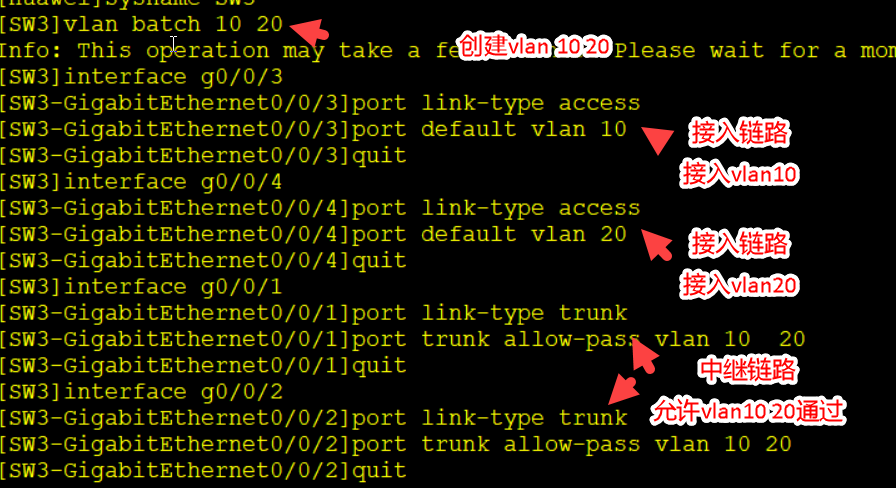 [Huawei]sysname SW3
[SW3]vlan batch 10 20
Info: This operation may take a fe
创建vlan 10 20
Please wait for a mom
[SW3]interface g0/0/3
[SW3-GigabitEthernet0/0/3]port link-type access
[SW3-GigabitEthernet0/0/3]port default vlan 10
接入链路
[SW3-GigabitEthernet0/0/3]quit
接入vlan10
[SW3]interface g0/0/4
[SW3-GigabitEthernet0/0/4]port link-type access
[SW3-GigabitEthernet0/0/4]port default vlan 20
接入链路
[SW3-GigabitEthernet0/0/4]quit
接入vlan20
[SW3]interface g0/0/1
[SW3-GigabitEthernet0/0/1]port link-type trunk
[SW3-GigabitEthernet0/0/1]port trunk allow-pass vlan 10  20
[SW3-GigabitEthernet0/0/1]quit
中继链路
[SW3]interface g0/0/2
允许vlan10 20通过
[SW3-GigabitEthernet0/0/2]port link-type trunk
[SW3-GigabitEthernet0/0/2]port trunk allow-pass vlan 10 20
[SW3-GigabitEthernet0/0/2]quit